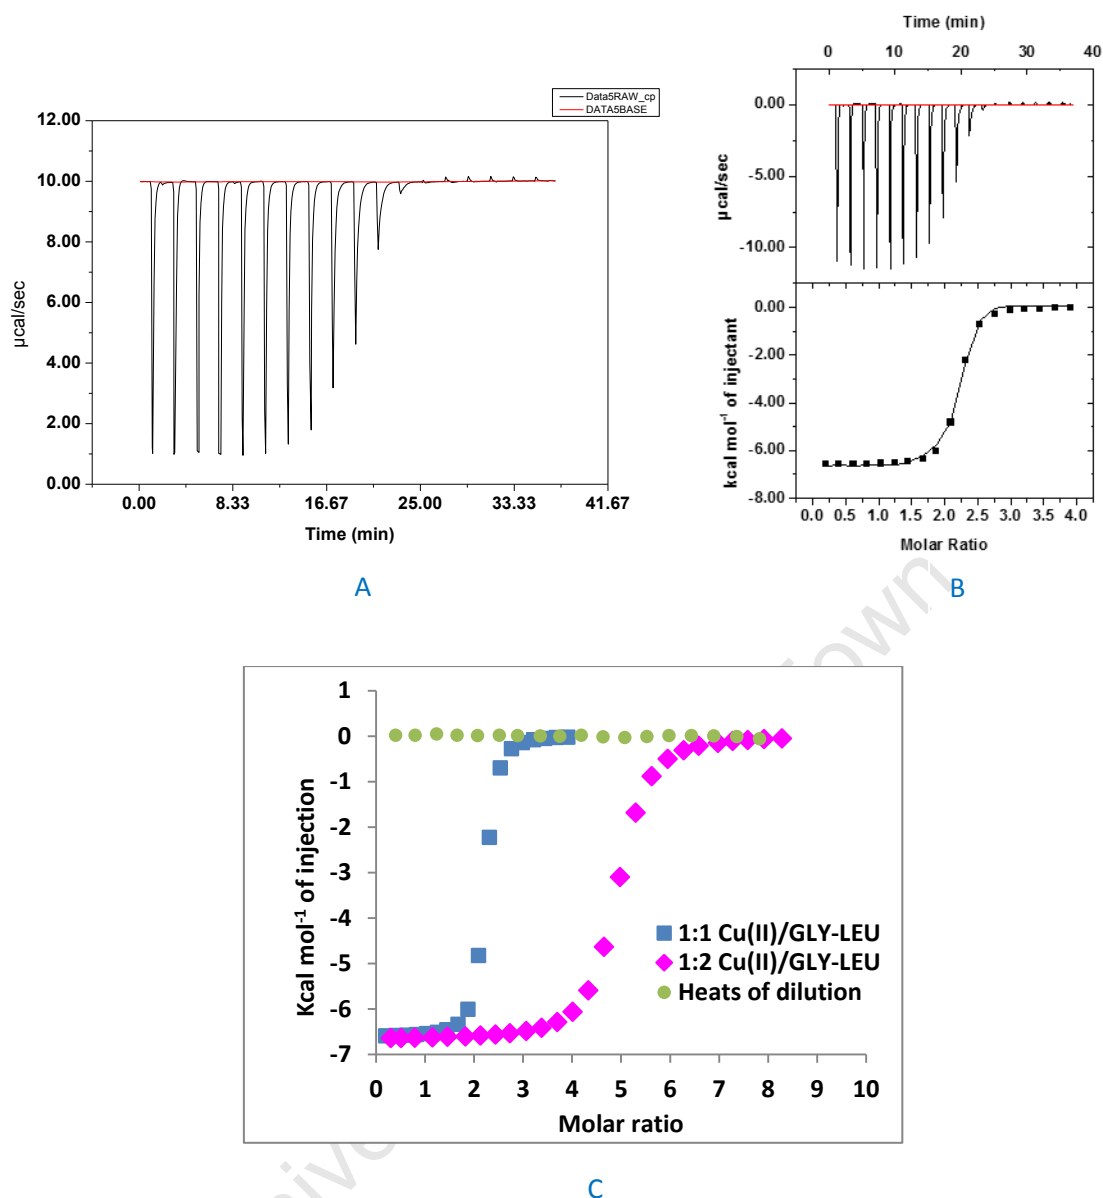 Data5RAW_cp
DATA5BASE
12.00
10.00
8.00
6.00
4.00
2.00
0.00
µcal/sec
0.00 8.33 16.67 25.00 33.33 41.67
Time (min)
A
Time (min)
0 10 20 30 40
0.00
-5.00
-10.00
µcal/sec
0.00
-2.00
-4.00
-6.00
-8.00
kcal mol⁻¹ of injectant
0.0 0.5 1.0 1.5 2.0 2.5 3.0 3.5 4.0
Molar Ratio
B
1
0
-1
-2
-3
-4
-5
-6
-7
Kcal mol⁻¹ of injection
1:1 Cu(II)/GLY-LEU
1:2 Cu(II)/GLY-LEU
Heats of dilution
0 1 2 3 4 5 6 7 8 9 10
Molar ratio
C